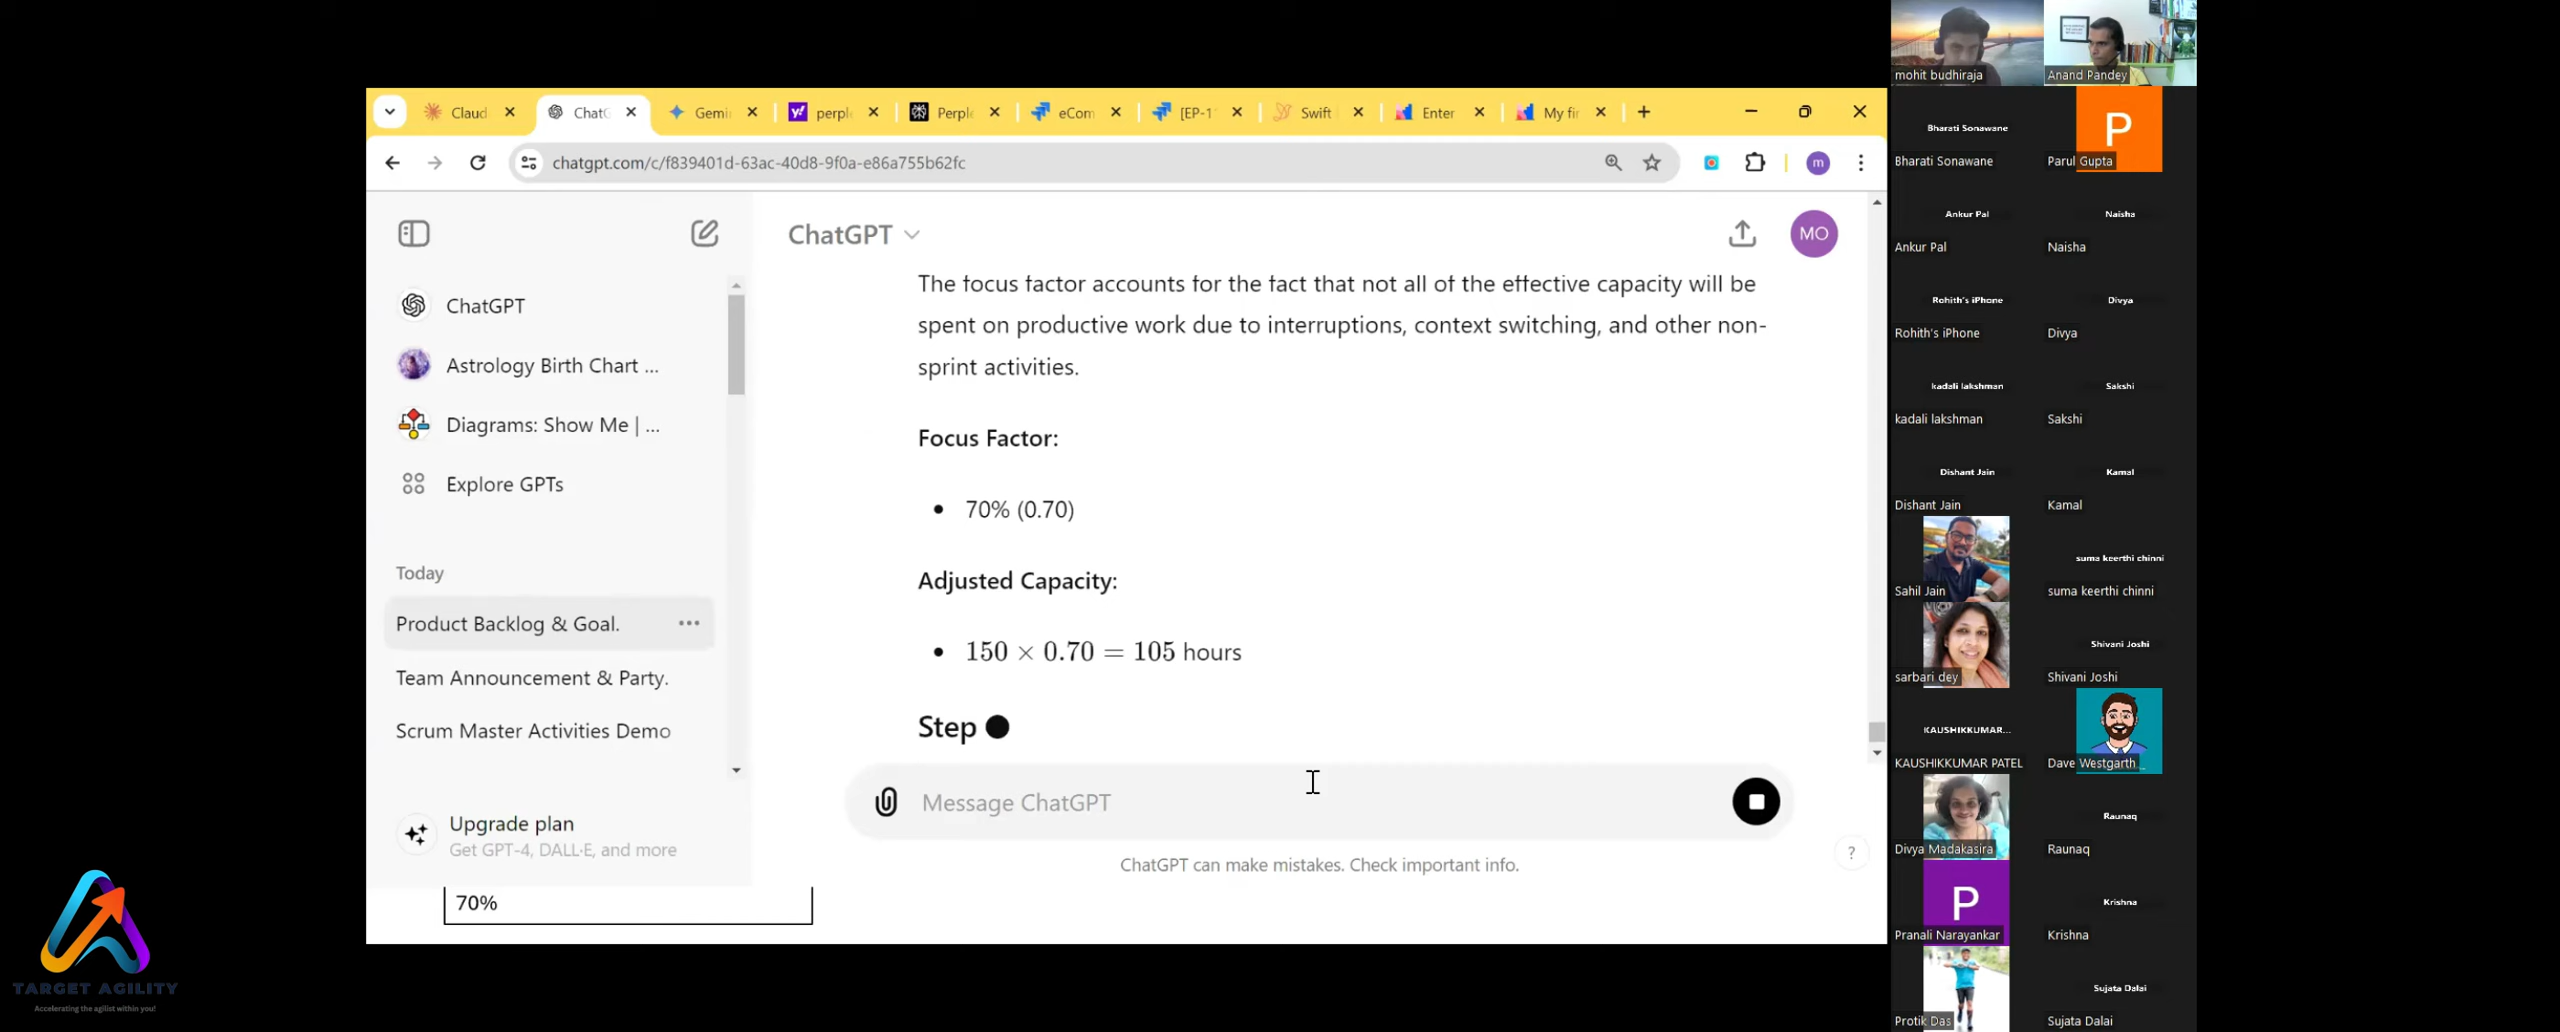 Claud
ChatG
Gemi
perple
Perple
eCom
[EP-1
Swift
Enter
My fir
chatgpt.com/c/f839401d-63ac-40d8-9f0a-e86a755b62fc
m
ChatGPT
MO
ChatGPT
Astrology Birth Chart ...
Diagrams: Show Me | ...
Explore GPTs
Today
Product Backlog & Goal.
Team Announcement & Party.
Scrum Master Activities Demo
Upgrade plan
Get GPT-4, DALL·E, and more
The focus factor accounts for the fact that not all of the effective capacity will be
spent on productive work due to interruptions, context switching, and other non-
sprint activities.
Focus Factor:
• 70% (0.70)
Adjusted Capacity:
• 150 × 0.70 = 105 hours
Step
Message ChatGPT
ChatGPT can make mistakes. Check important info.
?
70%
TARGET AGILITY
Accelerating the agilist within you!
mohit budhiraja
Anand Pandey
Bharati Sonawane
Bharati Sonawane
P
Parul Gupta
Ankur Pal
Ankur Pal
Naisha
Naisha
Rohith's iPhone
Rohith's iPhone
Divya
Divya
kadali lakshman
kadali lakshman
Sakshi
Sakshi
Dishant Jain
Dishant Jain
Kamal
Kamal
Sahil Jain
suma keerthi chinni
suma keerthi chinni
sarbari dey
Shivani Joshi
Shivani Joshi
KAUSHIKKUMAR...
KAUSHIKKUMAR PATEL
Dave Westgarth_...
Divya Madakasira
Raunaq
Raunaq
P
Pranali Narayankar
Krishna
Krishna
Protik Das
Sujata Dalai
Sujata Dalai